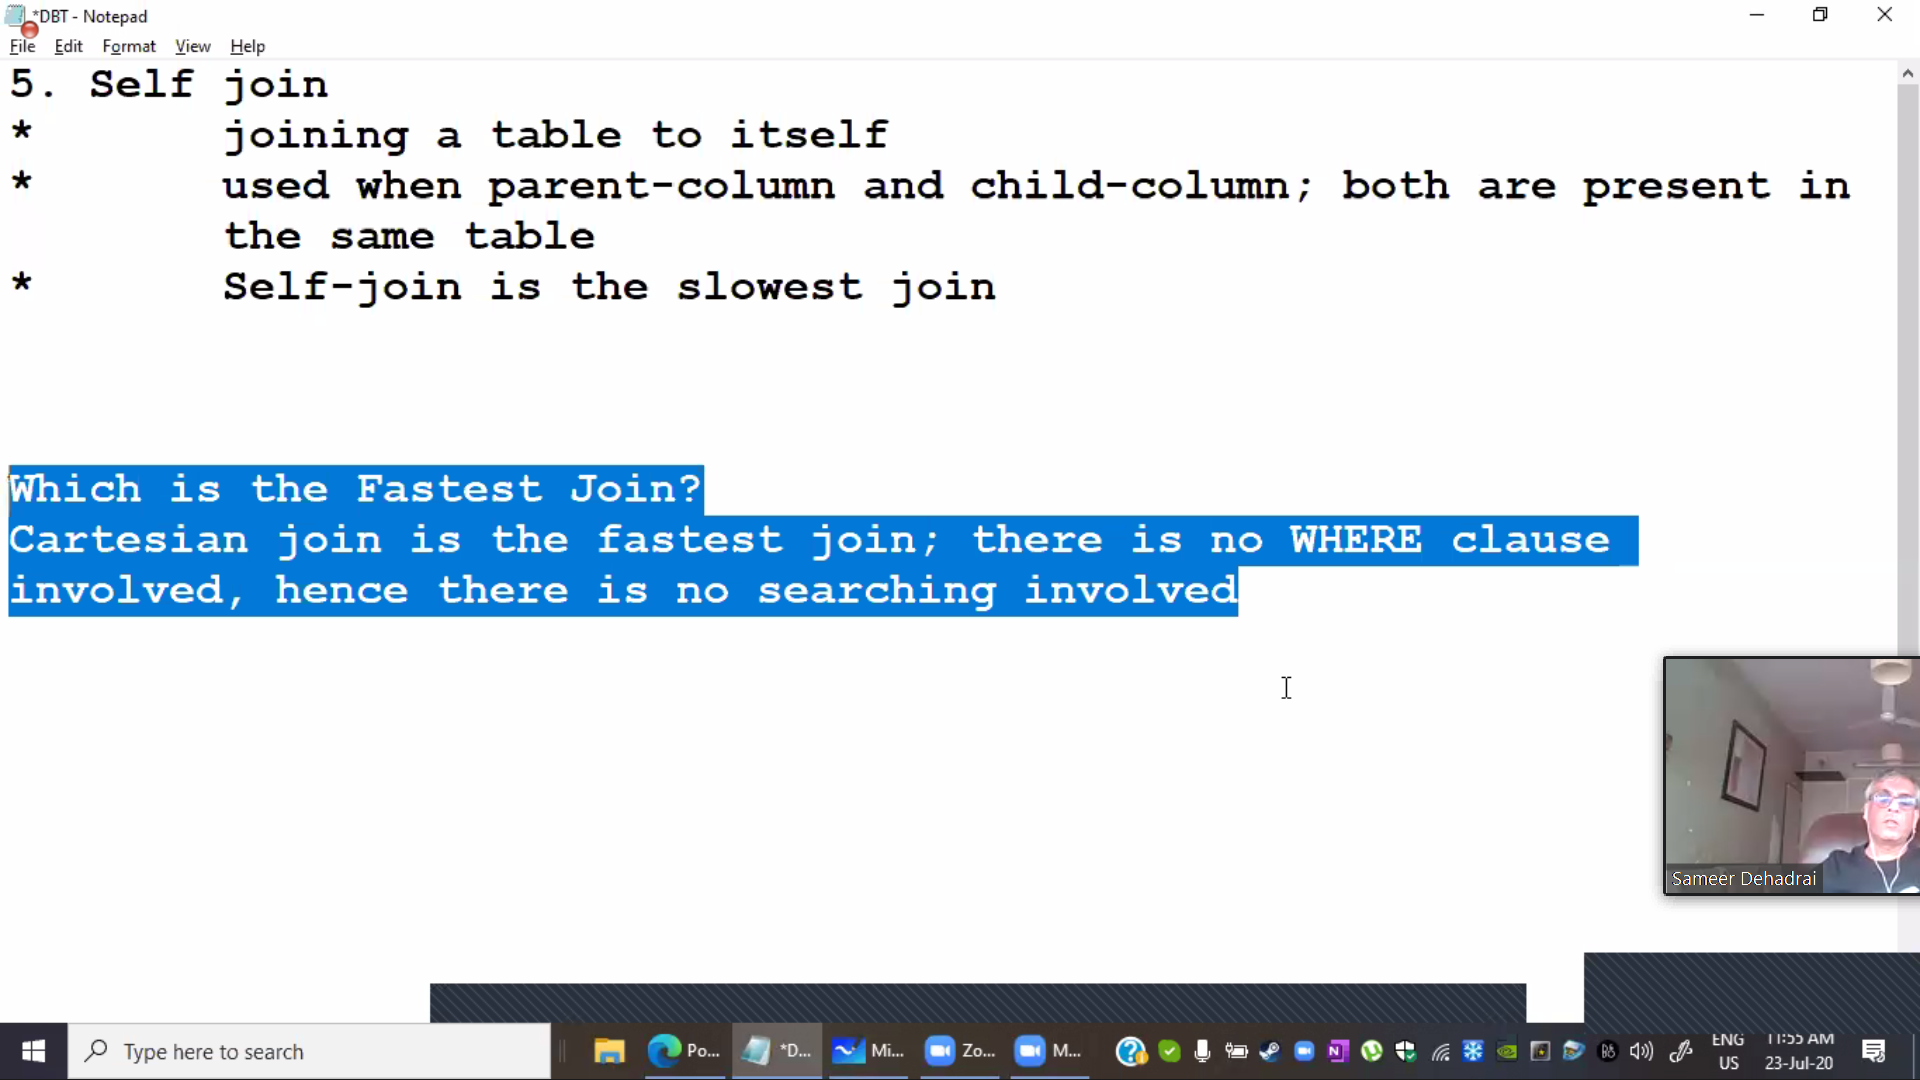 *DBT - Notepad
File Edit Format View Help
5. Self join
* joining a table to itself
* used when parent-column and child-column; both are present in
the same table
* Self-join is the slowest join
Which is the Fastest Join?
Cartesian join is the fastest join; there is no WHERE clause
involved, hence there is no searching involved
Sameer Dehadrai
Type here to search
Po...
*D...
Mi...
Zo...
M...
ENG
US
11:55 AM
23-Jul-20